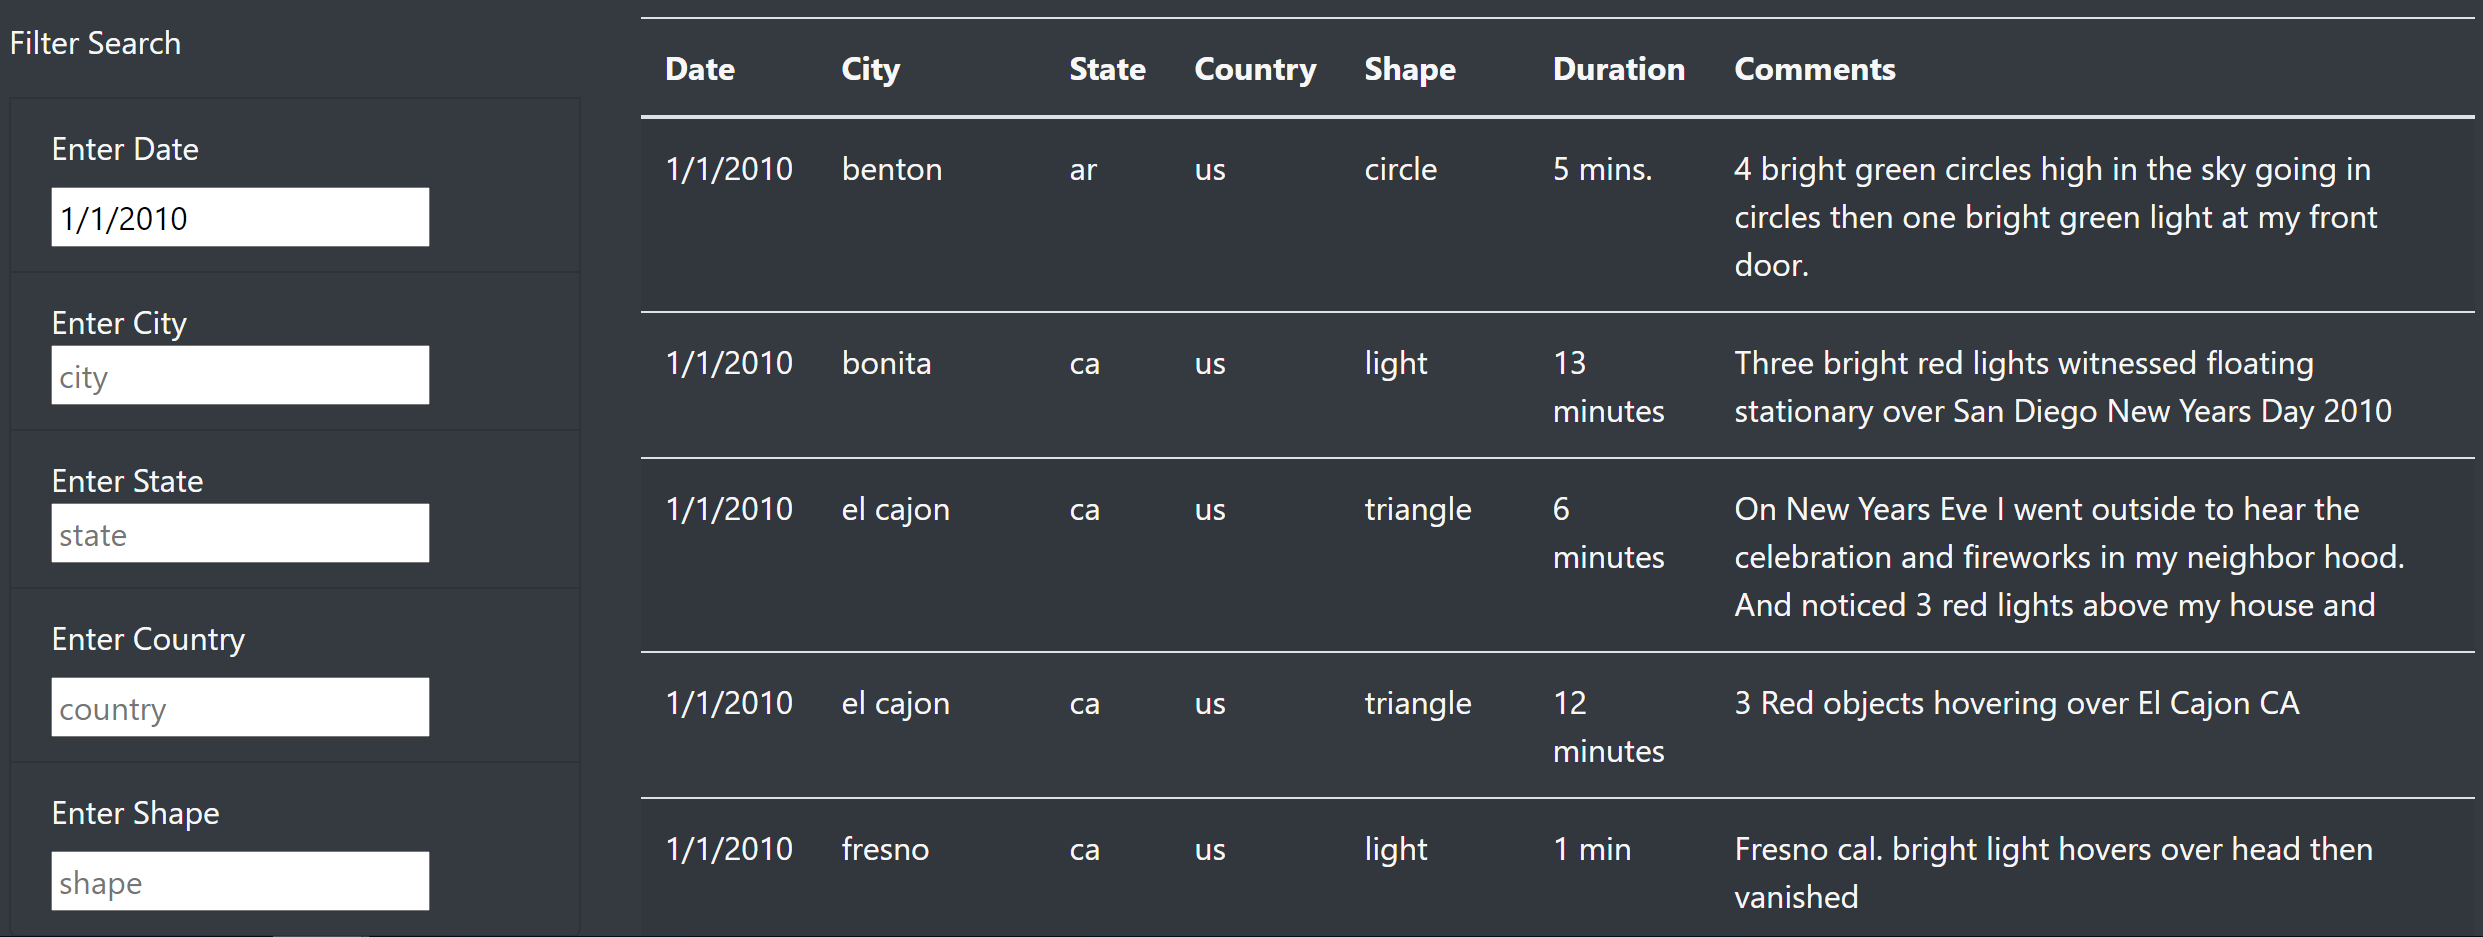 Filter Search
Enter Date
1/1/2010
Enter City
city
Enter State
state
Enter Country
country
Enter Shape
shape
Date City State Country Shape Duration Comments
1/1/2010 benton ar us circle 5 mins. 4 bright green circles high in the sky going in
circles then one bright green light at my front
door.
1/1/2010 bonita ca us light 13 Three bright red lights witnessed floating
minutes stationary over San Diego New Years Day 2010
1/1/2010 el cajon ca us triangle 6 On New Years Eve I went outside to hear the
minutes celebration and fireworks in my neighbor hood.
And noticed 3 red lights above my house and
1/1/2010 el cajon ca us triangle 12 3 Red objects hovering over El Cajon CA
minutes
1/1/2010 fresno ca us light 1 min Fresno cal. bright light hovers over head then
vanished